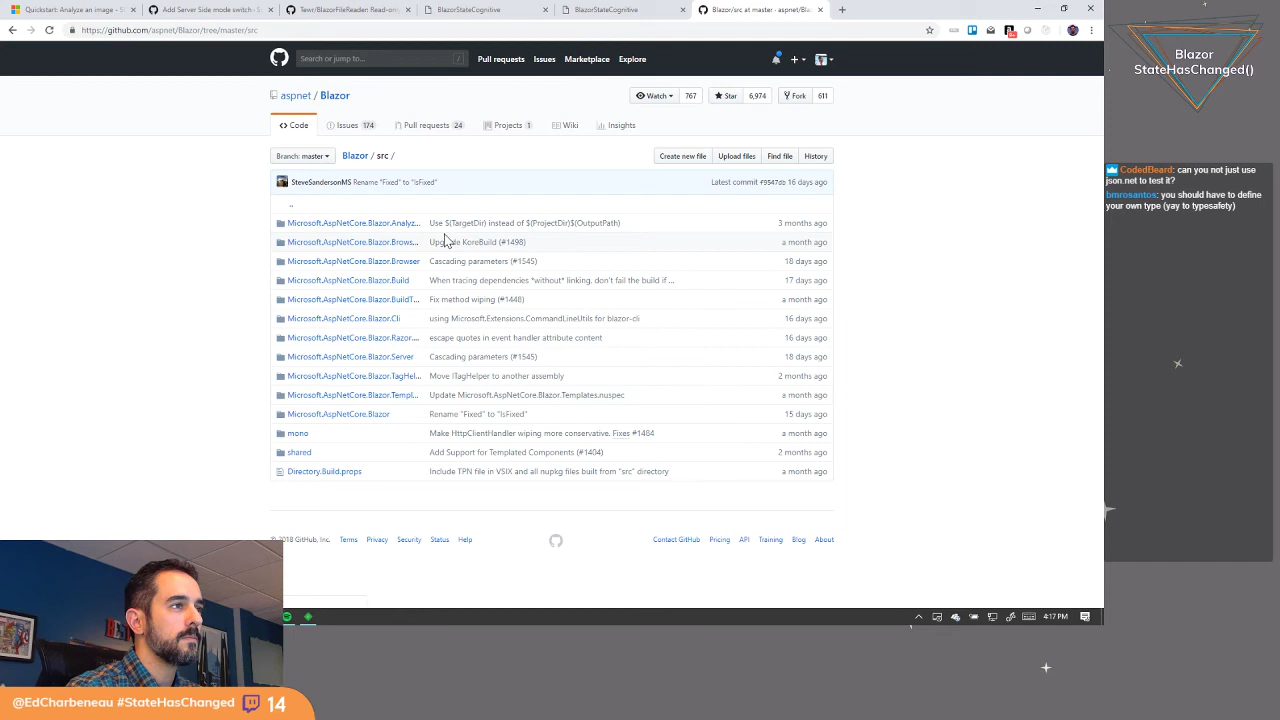 Quickstart: Analyze an image - S
Add Server Side mode switch · G
Tewr/BlazorFileReader: Read-on
BlazorStateCognitive
BlazorStateCognitive
Blazor/src at master · aspnet/Bla
https://github.com/aspnet/Blazor/tree/master/src
Search or jump to...
/
Pull requests Issues Marketplace Explore
aspnet / Blazor
Watch 767
Star 6,974
Fork 611
Code
Issues 174
Pull requests 24
Projects 1
Wiki
Insights
Branch: master
Blazor / src /
Create new file
Upload files
Find file
History
SteveSandersonMS Rename "Fixed" to "IsFixed"
Latest commit f9547db 16 days ago
..
Microsoft.AspNetCore.Blazor.Analyz... Use $(TargetDir) instead of $(ProjectDir)$(OutputPath) 3 months ago
Microsoft.AspNetCore.Blazor.Brows... KoreBuild (#1498) a month ago
Microsoft.AspNetCore.Blazor.Browser Cascading parameters (#1545) 18 days ago
Microsoft.AspNetCore.Blazor.Build When tracing dependencies *without* linking, don't fail the build if ... 17 days ago
Microsoft.AspNetCore.Blazor.BuildT... Fix method wiping (#1448) a month ago
Microsoft.AspNetCore.Blazor.Cli using Microsoft.Extensions.CommandLineUtils for blazor-cli 16 days ago
Microsoft.AspNetCore.Blazor.Razor.... escape quotes in event handler attribute content 16 days ago
Microsoft.AspNetCore.Blazor.Server Cascading parameters (#1545) 18 days ago
Microsoft.AspNetCore.Blazor.TagHel... Move ITagHelper to another assembly 2 months ago
Microsoft.AspNetCore.Blazor.Templ... Update Microsoft.AspNetCore.Blazor.Templates.nuspec a month ago
Microsoft.AspNetCore.Blazor Rename "Fixed" to "IsFixed" 15 days ago
mono Make HttpClientHandler wiping more conservative. Fixes #1484 a month ago
shared Add Support for Templated Components (#1404) 2 months ago
Directory.Build.props Include TPN file in VSIX and all nupkg files built from "src" directory a month ago
© 2018 GitHub, Inc. Terms Privacy Security Status Help
Contact GitHub Pricing API Training Blog About
4:17 PM
Blazor
StateHasChanged()
CodedBeard: can you not just use
json.net to test it?
bmrosantos: you should have to define
your own type (yay to typesafety)
@EdCharbeneau #StateHasChanged 14